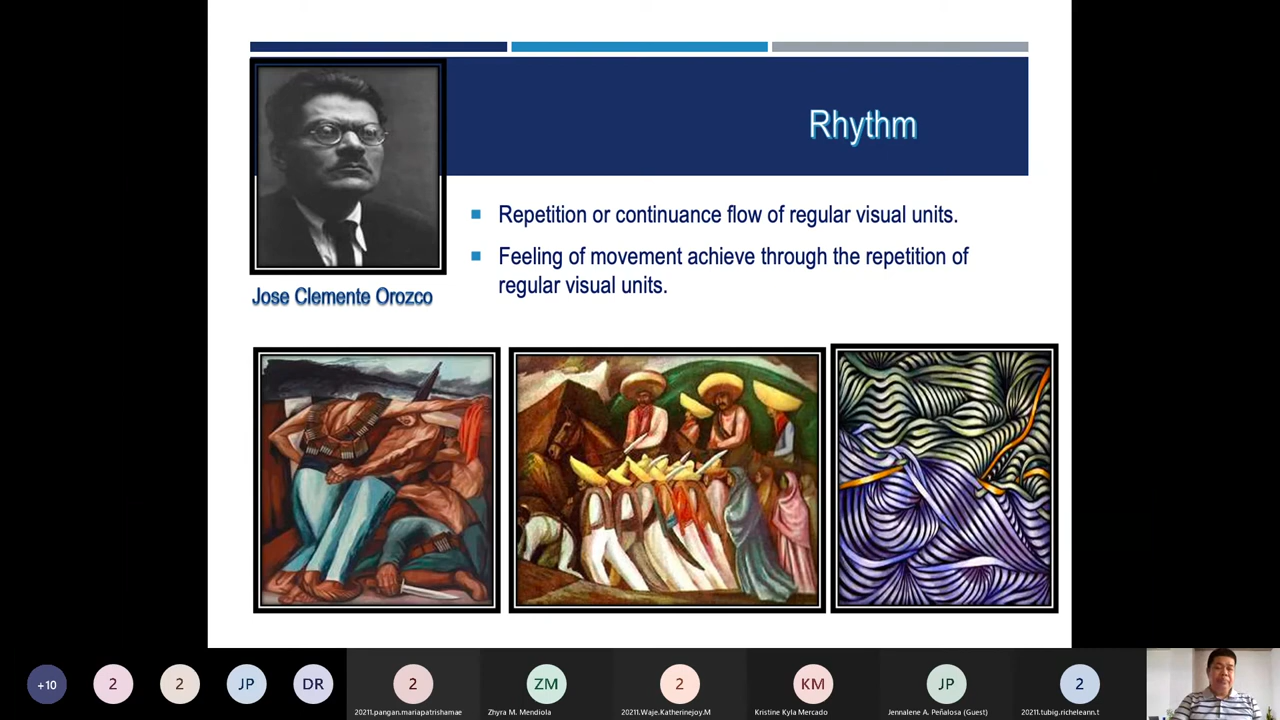 Rhythm
Repetition or continuance flow of regular visual units.
Feeling of movement achieve through the repetition of
regular visual units.
Jose Clemente Orozco
+10
2
2
JP
DR
2
ZM
2
KM
JP
2
20211.pangan.mariapatrishamae
Zhyra M. Mendiola
20211.Waje.Katherinejoy.M
Kristine Kyla Mercado
Jennalene A. Peñalosa (Guest)
20211.tubig.richeleann.t